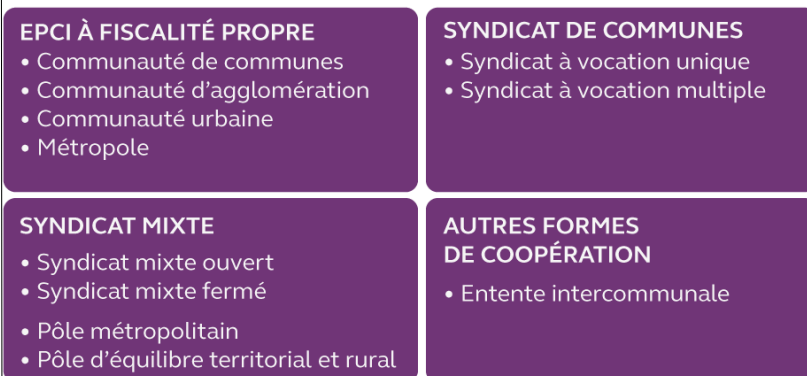 EPCI À FISCALITÉ PROPRE
• Communauté de communes
• Communauté d’agglomération
• Communauté urbaine
• Métropole
SYNDICAT DE COMMUNES
• Syndicat à vocation unique
• Syndicat à vocation multiple
SYNDICAT MIXTE
• Syndicat mixte ouvert
• Syndicat mixte fermé
• Pôle métropolitain
• Pôle d’équilibre territorial et rural
AUTRES FORMES
DE COOPÉRATION
• Entente intercommunale